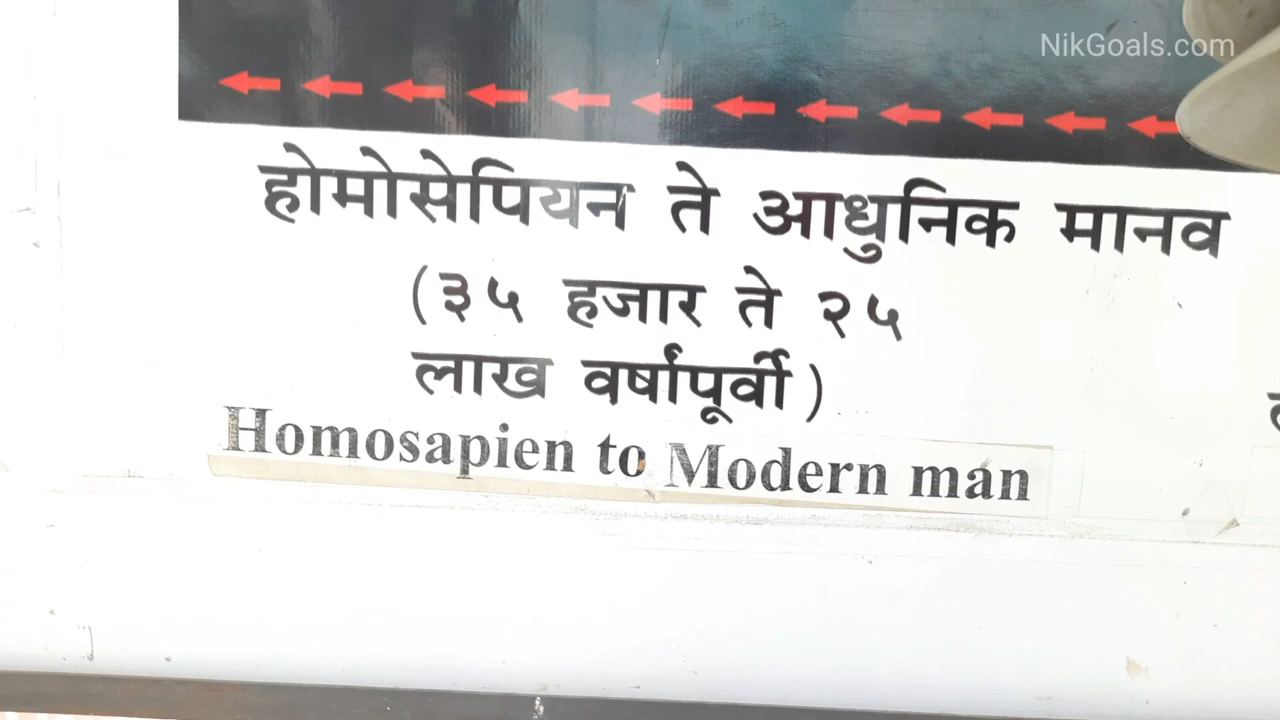 NikGoals.com
होमोसेपियन ते आधुनिक मानव
(३५ हजार ते २५
लाख वर्षांपूर्वी)
Homosapien to Modern man